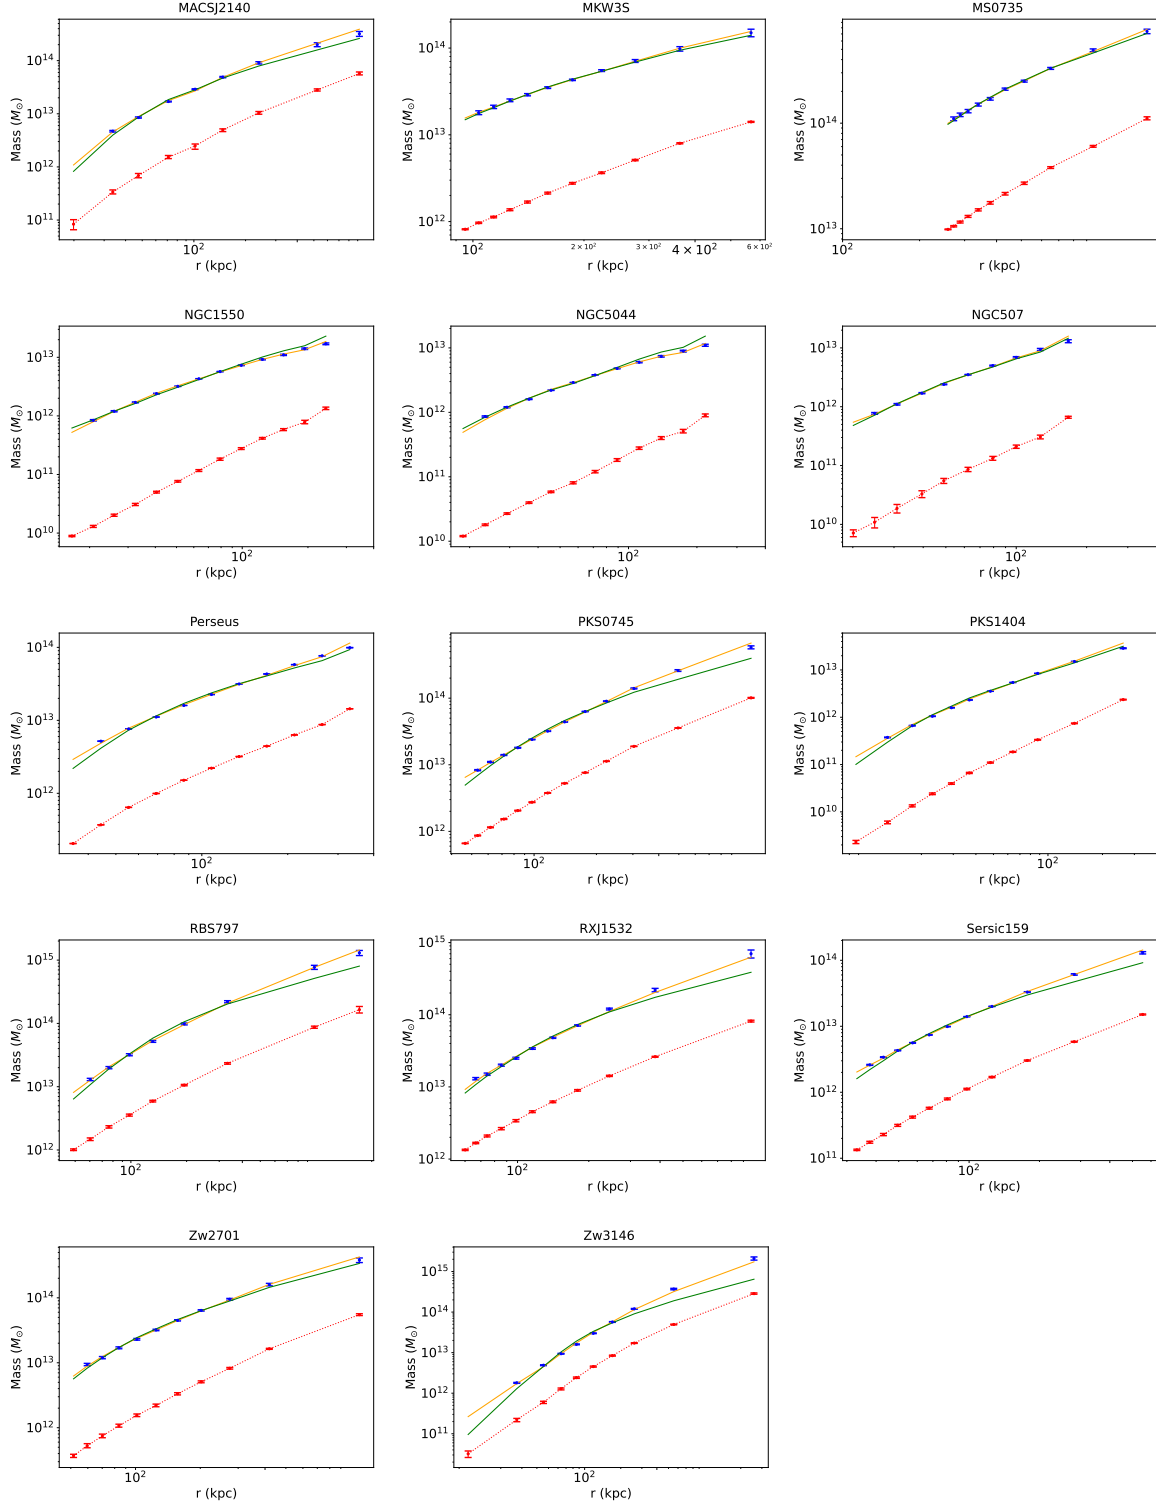 MACSJ2140
MKW3S
MS0735
Mass (M⊙)
10^14
10^13
10^12
10^11
10^2
r (kpc)
Mass (M⊙)
10^14
10^13
10^12
10^2
2 × 10^2
3 × 10^2
4 × 10^2
6 × 10^2
r (kpc)
Mass (M⊙)
10^14
10^13
10^2
r (kpc)
NGC1550
NGC5044
NGC507
Mass (M⊙)
10^13
10^12
10^11
10^10
10^2
r (kpc)
Mass (M⊙)
10^13
10^12
10^11
10^10
10^2
r (kpc)
Mass (M⊙)
10^13
10^12
10^11
10^10
10^2
r (kpc)
Perseus
PKS0745
PKS1404
Mass (M⊙)
10^14
10^13
10^12
10^2
r (kpc)
Mass (M⊙)
10^14
10^13
10^12
10^2
r (kpc)
Mass (M⊙)
10^13
10^12
10^11
10^10
10^2
r (kpc)
RBS797
RXJ1532
Sersic159
Mass (M⊙)
10^15
10^14
10^13
10^12
10^2
r (kpc)
Mass (M⊙)
10^15
10^14
10^13
10^12
10^2
r (kpc)
Mass (M⊙)
10^14
10^13
10^12
10^11
10^2
r (kpc)
Zw2701
Zw3146
Mass (M⊙)
10^14
10^13
10^12
10^2
r (kpc)
Mass (M⊙)
10^15
10^14
10^13
10^12
10^11
10^2
r (kpc)